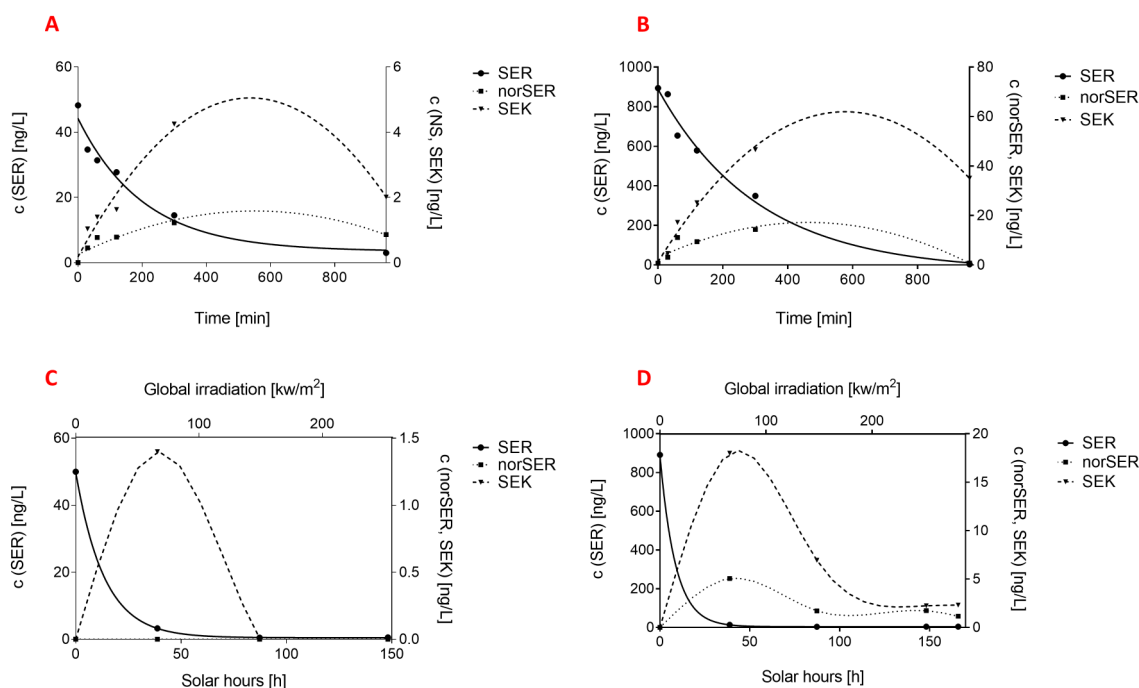 A
60
40
20
0
c (SER) [ng/L]
6
4
2
0
c (NS, SEK) [ng/L]
0 200 400 600 800
Time [min]
SER
norSER
SEK
B
1000
800
600
400
200
0
c (SER) [ng/L]
80
60
40
20
0
c (norSER, SEK) [ng/L]
0 200 400 600 800
Time [min]
SER
norSER
SEK
C
Global irradiation [kw/m²]
0 100 200
60
40
20
0
c (SER) [ng/L]
1.5
1.0
0.5
0.0
c (norSER, SEK) [ng/L]
0 50 100 150
Solar hours [h]
SER
norSER
SEK
D
Global irradiation [kw/m²]
0 100 200
1000
800
600
400
200
0
c (SER) [ng/L]
20
15
10
5
0
c (norSER, SEK) [ng/L]
0 50 100 150
Solar hours [h]
SER
norSER
SEK